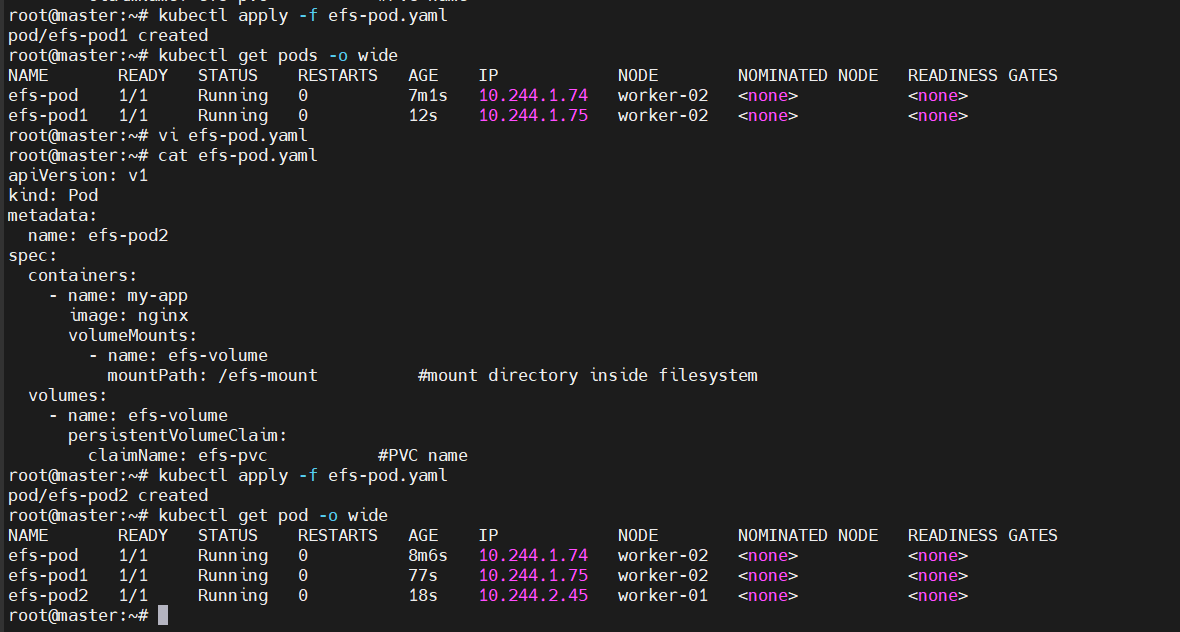 root@master:~# kubectl apply -f efs-pod.yaml
pod/efs-pod1 created
root@master:~# kubectl get pods -o wide
NAME       READY   STATUS    RESTARTS   AGE    IP            NODE        NOMINATED NODE   READINESS GATES
efs-pod    1/1     Running   0          7m1s   10.244.1.74   worker-02   <none>           <none>
efs-pod1   1/1     Running   0          12s    10.244.1.75   worker-02   <none>           <none>
root@master:~# vi efs-pod.yaml
root@master:~# cat efs-pod.yaml
apiVersion: v1
kind: Pod
metadata:
  name: efs-pod2
spec:
  containers:
    - name: my-app
      image: nginx
      volumeMounts:
        - name: efs-volume
          mountPath: /efs-mount          #mount directory inside filesystem
  volumes:
    - name: efs-volume
      persistentVolumeClaim:
        claimName: efs-pvc           #PVC name
root@master:~# kubectl apply -f efs-pod.yaml
pod/efs-pod2 created
root@master:~# kubectl get pod -o wide
NAME       READY   STATUS    RESTARTS   AGE    IP            NODE        NOMINATED NODE   READINESS GATES
efs-pod    1/1     Running   0          8m6s   10.244.1.74   worker-02   <none>           <none>
efs-pod1   1/1     Running   0          77s    10.244.1.75   worker-02   <none>           <none>
efs-pod2   1/1     Running   0          18s    10.244.2.45   worker-01   <none>           <none>
root@master:~#